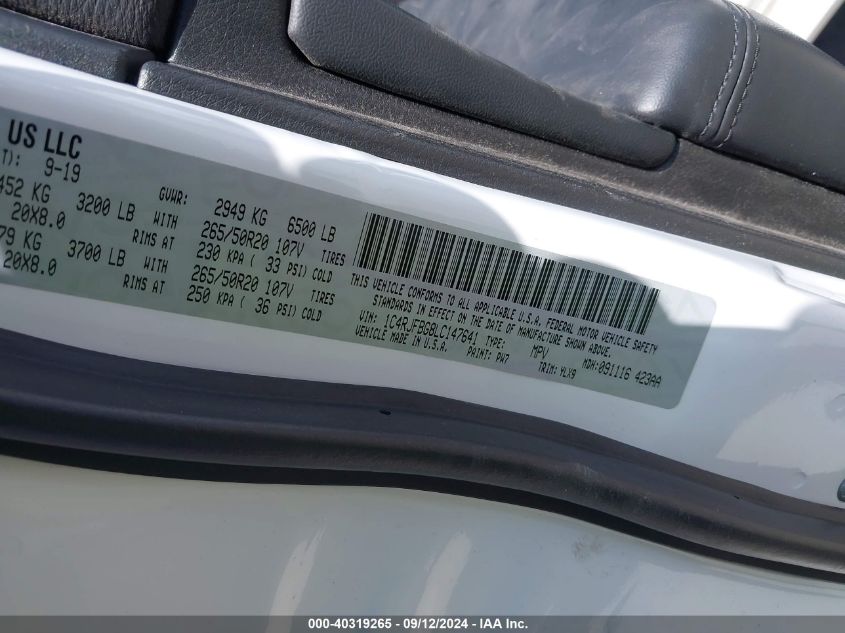 US LLC
T): 9-19
GVWR: 2949 KG 6500 LB
452 KG 3200 LB WITH 265/50R20 107V TIRES
20X8.0 RIMS AT 230 KPA ( 33 PSI) COLD
79 KG 3700 LB WITH 265/50R20 107V TIRES
20X8.0 RIMS AT 250 KPA ( 36 PSI) COLD
THIS VEHICLE CONFORMS TO ALL APPLICABLE U.S.A. FEDERAL MOTOR VEHICLE SAFETY
STANDARDS IN EFFECT ON THE DATE OF MANUFACTURE SHOWN ABOVE.
VIN: 1C4RJFBG8LC147641 TYPE: MPV MDH:091116 423AA
MADE IN U.S.A. PAINT: PW7 TRIM: YLX9
000-40319265 - 09/12/2024 - IAA Inc.